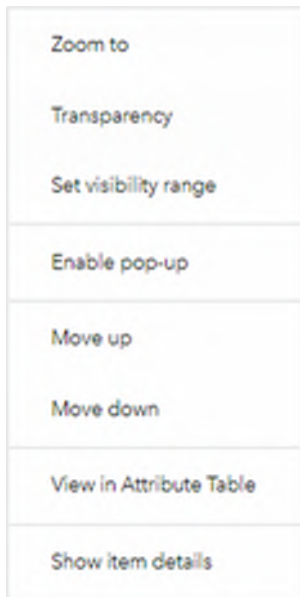 Zoom to
Transparency
Set visibility range
Enable pop-up
Move up
Move down
View in Attribute Table
Show item details